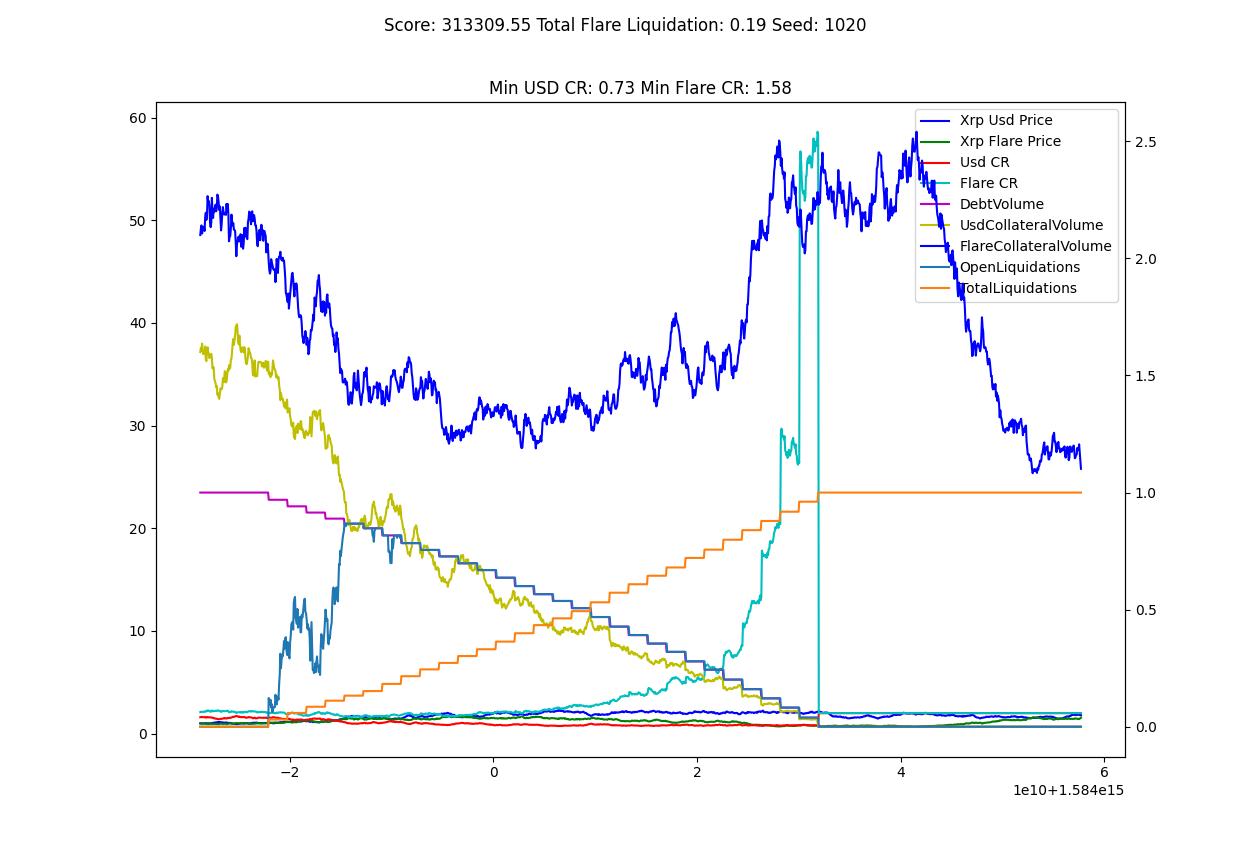 Score: 313309.55 Total Flare Liquidation: 0.19 Seed: 1020
Min USD CR: 0.73 Min Flare CR: 1.58
60
50
40
30
20
10
0
2.5
2.0
1.5
1.0
0.5
0.0
Xrp Usd Price
Xrp Flare Price
Usd CR
Flare CR
DebtVolume
UsdCollateralVolume
FlareCollateralVolume
OpenLiquidations
TotalLiquidations
−2
0
2
4
6
1e10+1.584e15